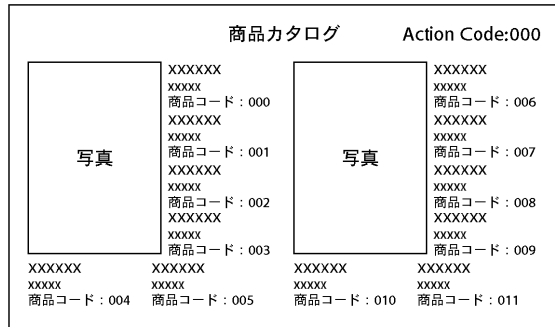 商品カタログ
Action Code:000
写真
XXXXXX
xxxxx
商品コード：000
XXXXXX
xxxxx
商品コード：001
XXXXXX
xxxxx
商品コード：002
XXXXXX
xxxxx
商品コード：003
XXXXXX
xxxxx
商品コード：004
XXXXXX
xxxxx
商品コード：005
写真
XXXXXX
xxxxx
商品コード：006
XXXXXX
xxxxx
商品コード：007
XXXXXX
xxxxx
商品コード：008
XXXXXX
xxxxx
商品コード：009
XXXXXX
xxxxx
商品コード：010
XXXXXX
xxxxx
商品コード：011